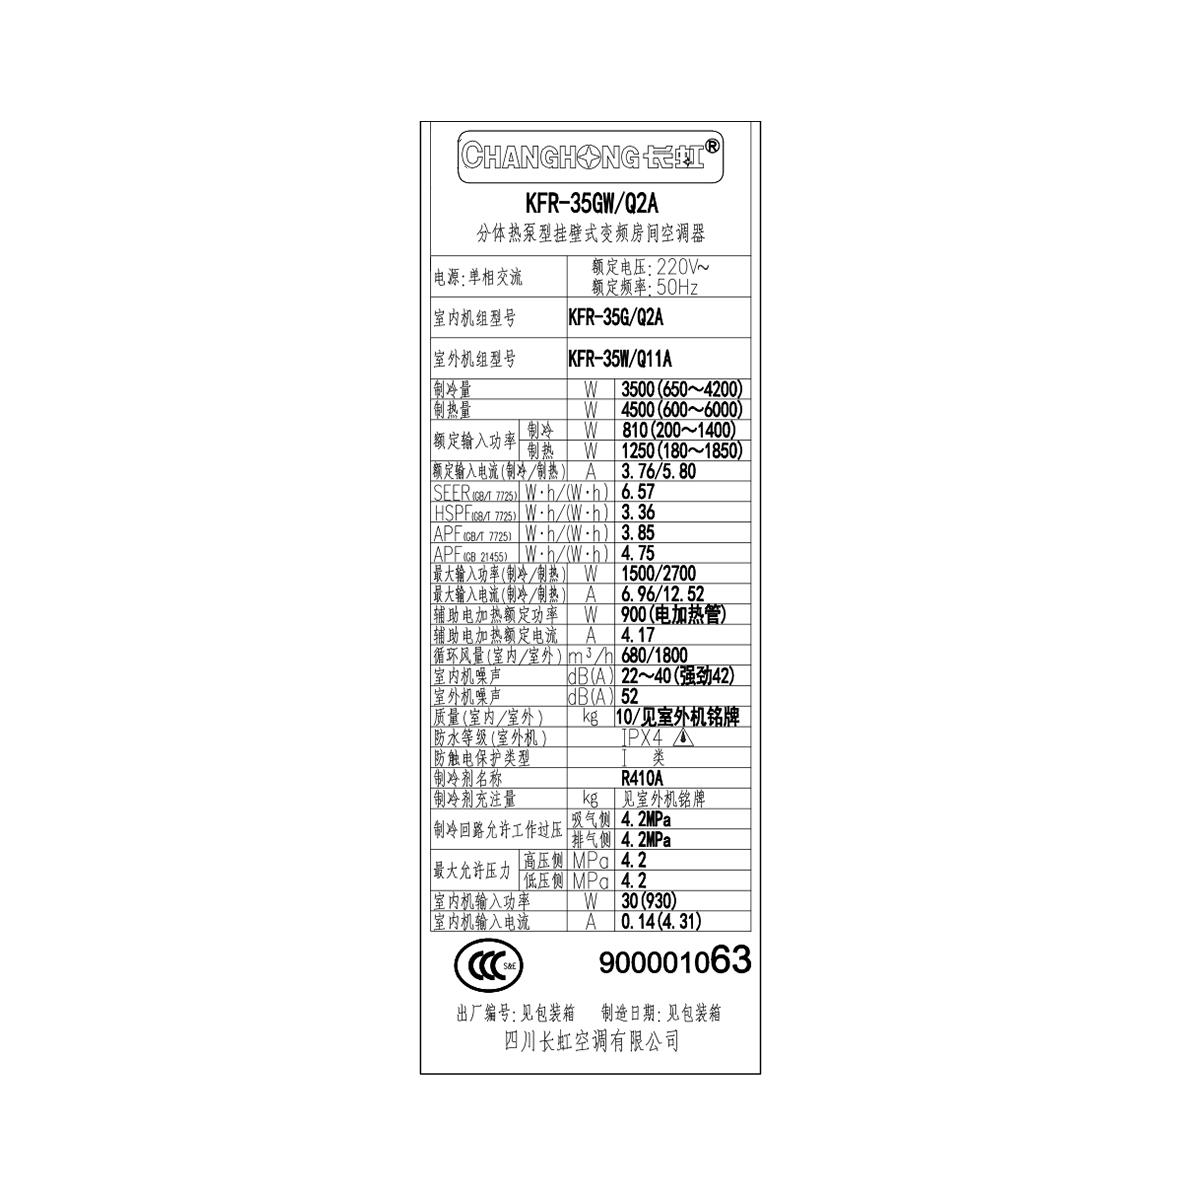 CHANGHONG 长虹®
KFR-35GW/Q2A
分体热泵型挂壁式变频房间空调器
电源:单相交流 额定电压:220V~
额定频率:50Hz
室内机组型号 KFR-35G/Q2A
室外机组型号 KFR-35W/Q11A
制冷量 W 3500(650~4200)
制热量 W 4500(600~6000)
额定输入功率 制冷 W 810(200~1400)
制热 W 1250(180~1850)
额定输入电流(制冷/制热) A 3.76/5.80
SEER(GB/T 7725) W·h/(W·h) 6.57
HSPF(GB/T 7725) W·h/(W·h) 3.36
APF(GB/T 7725) W·h/(W·h) 3.85
APF(GB 21455) W·h/(W·h) 4.75
最大输入功率(制冷/制热) W 1500/2700
最大输入电流(制冷/制热) A 6.96/12.52
辅助电加热额定功率 W 900(电加热管)
辅助电加热额定电流 A 4.17
循环风量(室内/室外) m³/h 680/1800
室内机噪声 dB(A) 22~40(强劲42)
室外机噪声 dB(A) 52
质量(室内/室外) kg 10/见室外机铭牌
防水等级(室外机) IPX4
防触电保护类型 I 类
制冷剂名称 R410A
制冷剂充注量 kg 见室外机铭牌
制冷回路允许工作过压 吸气侧 4.2MPa
排气侧 4.2MPa
最大允许压力 高压侧 MPa 4.2
低压侧 MPa 4.2
室内机输入功率 W 30(930)
室内机输入电流 A 0.14(4.31)
CCC S&E 900001063
出厂编号:见包装箱 制造日期:见包装箱
四川长虹空调有限公司